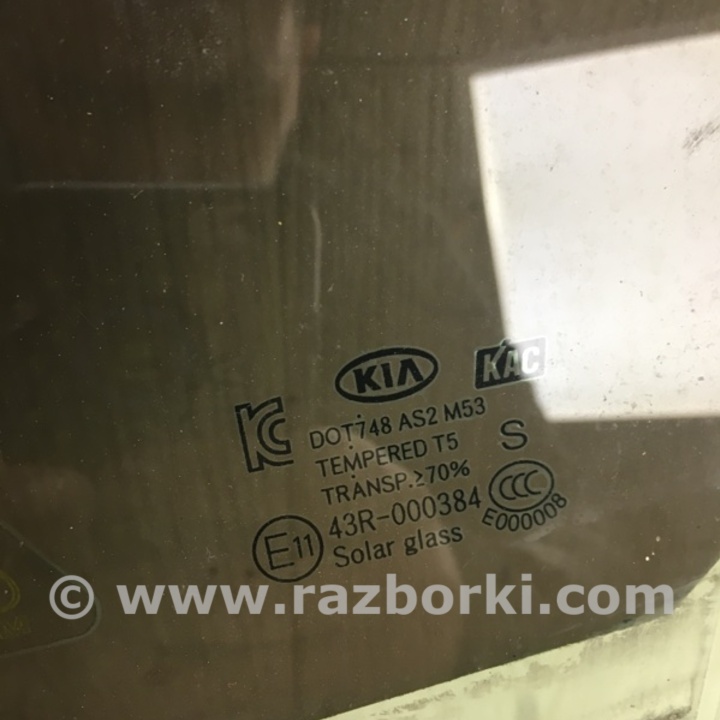 KIA KAC
KC
DOT748 AS2 M53
TEMPERED T5
S
TRANSP.≥70%
43R-000384
CCC
E000008
E11
Solar glass
© www.razborki.com